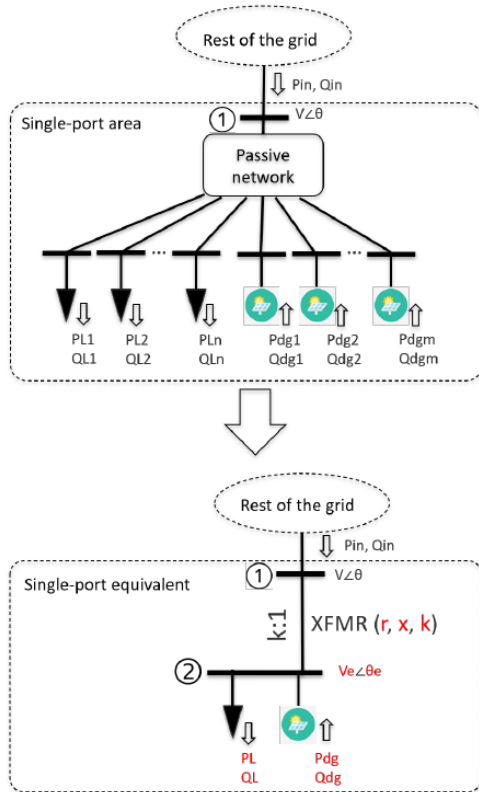 Rest of the grid
Pin, Qin
1
V∠θ
Single-port area
Passive
network
... ...
PL1 PL2 PLn Pdg1 Pdg2 Pdgm
QL1 QL2 QLn Qdg1 Qdg2 Qdgm
Rest of the grid
Pin, Qin
Single-port equivalent
1
V∠θ
k:1
XFMR (r, x, k)
2
Ve∠θe
PL Pdg
QL Qdg